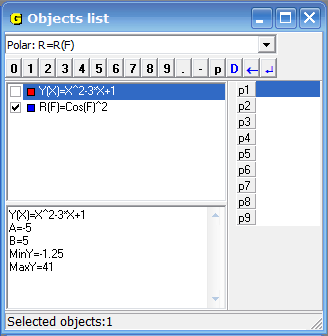 G Objects list
Polar: R=R(F)
0 1 2 3 4 5 6 7 8 9 . - p D ← ↵
Y(X)=X^2-3*X+1
R(F)=Cos(F)^2
p1
p2
p3
p4
p5
p6
p7
p8
p9
Y(X)=X^2-3*X+1
A=-5
B=5
MinY=-1.25
MaxY=41
Selected objects:1